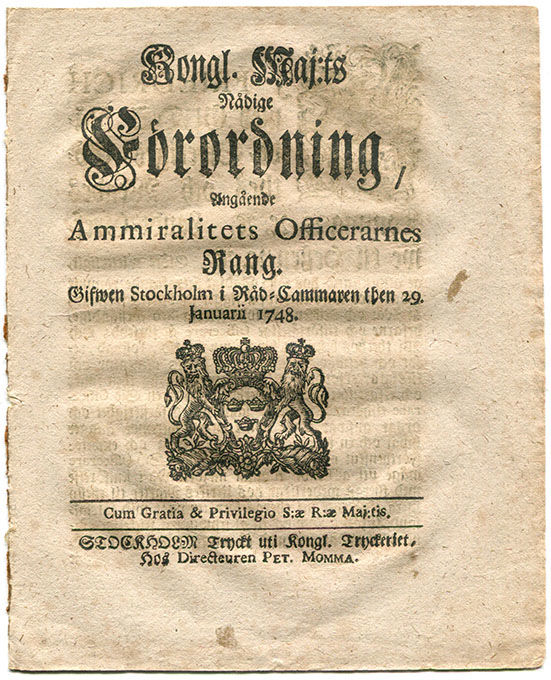 Kongl. Maj:ts
Nådige
Förordning,
Angående
Ammiralitets Officerarnes
Rang.
Gifwen Stockholm i Råd-Cammaren then 29.
Januarii 1748.
Cum Gratia & Privilegio S:æ R:æ Maj:tis.
STOCKHOLM Tryckt uti Kongl. Tryckeriet.
Hos Directeuren PET. MOMMA.